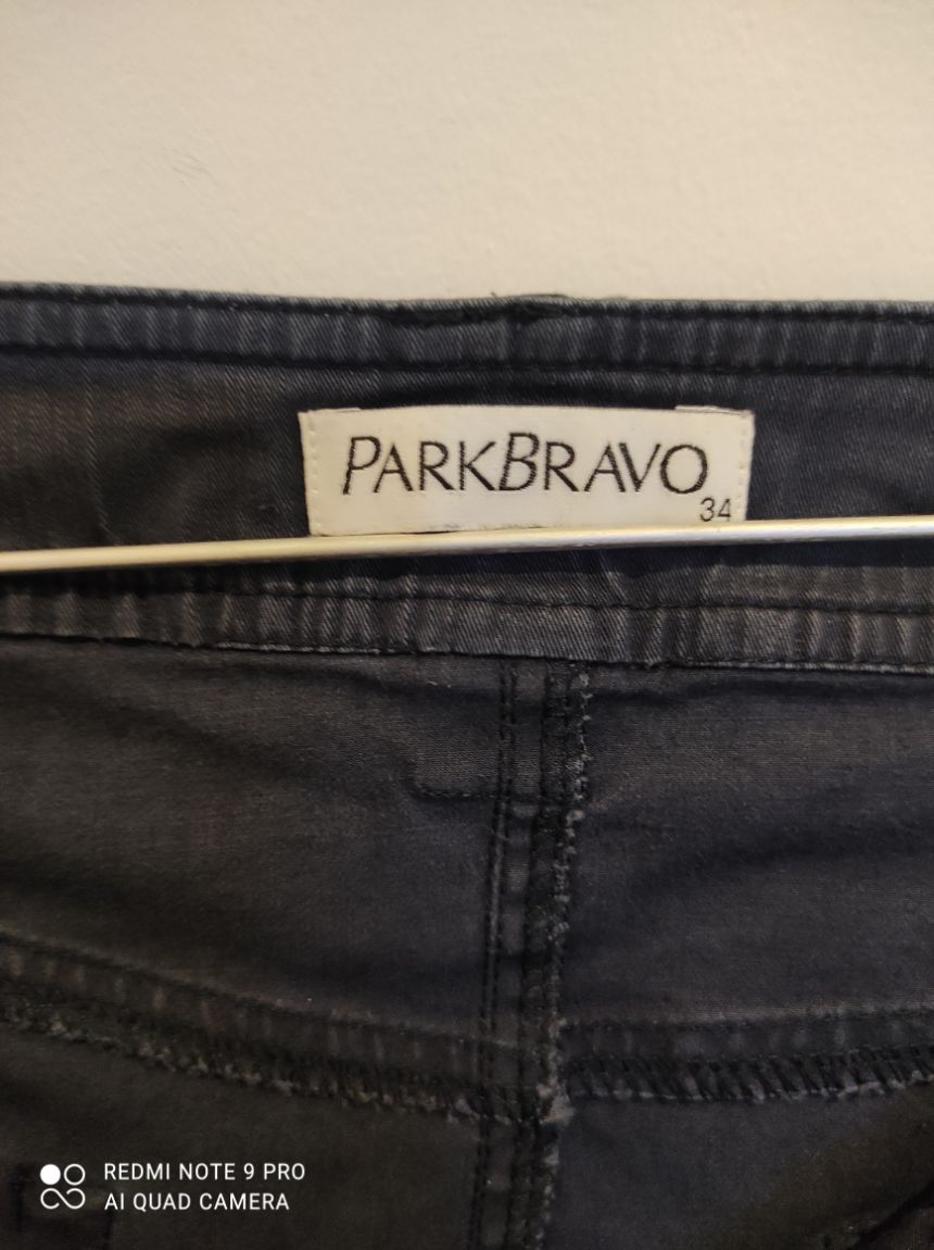 PARKBRAVO
34
REDMI NOTE 9 PRO
AI QUAD CAMERA